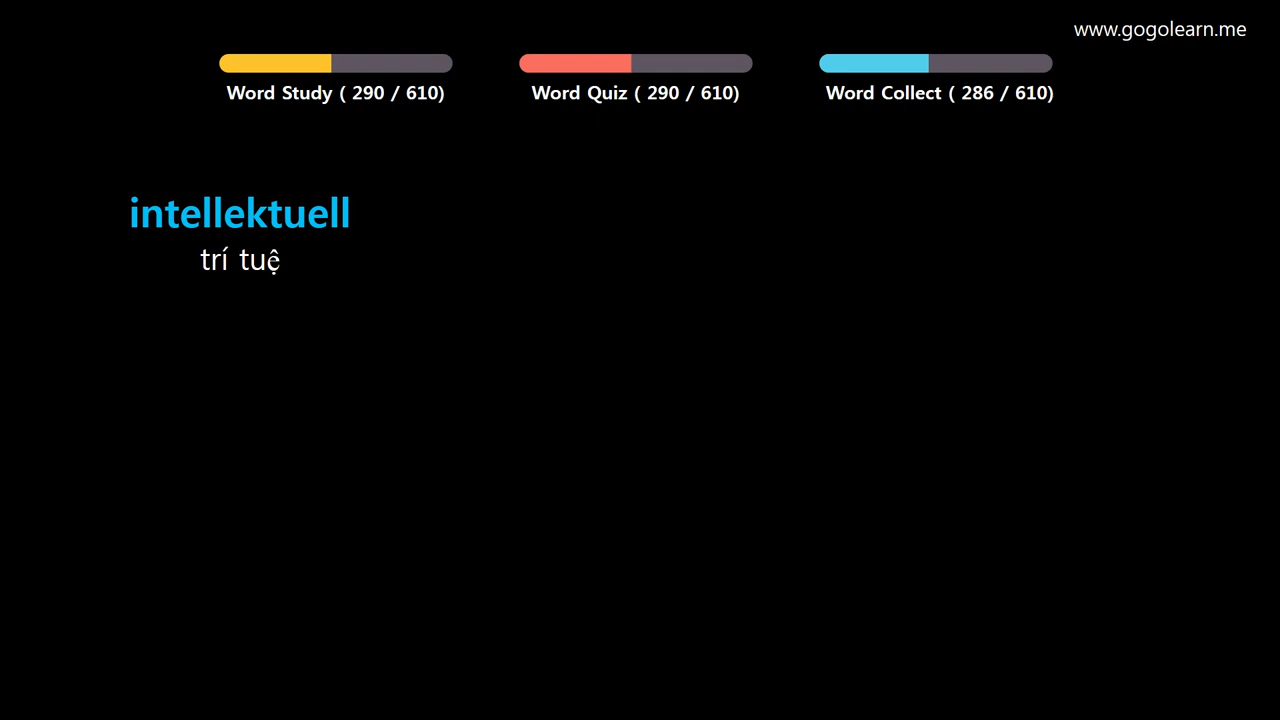 www.gogolearn.me
Word Study ( 290 / 610)
Word Quiz ( 290 / 610)
Word Collect ( 286 / 610)
intellektuell
trí tuệ